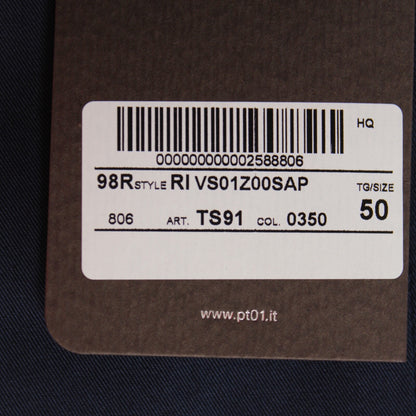 HQ
000000000002588806
98R STYLE RI VS01Z00SAP TG/SIZE
806 ART. TS91 COL. 0350 50
www.pt01.it